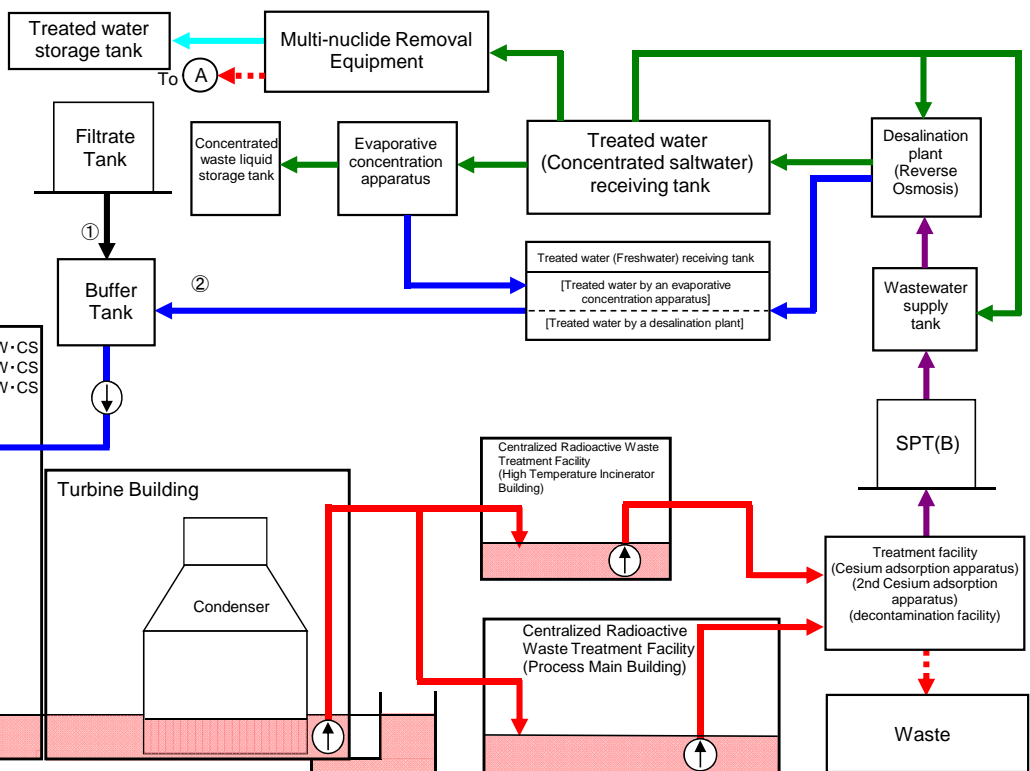 Treated water
storage tank
Multi-nuclide Removal
Equipment
To A
Filtrate
Tank
Concentrated
waste liquid
storage tank
Evaporative
concentration
apparatus
Treated water
(Concentrated saltwater)
receiving tank
Desalination
plant
(Reverse
Osmosis)
①
②
Buffer
Tank
Treated water (Freshwater) receiving tank
[Treated water by an evaporative
concentration apparatus]
[Treated water by a desalination plant]
Wastewater
supply
tank
W・CS
W・CS
W・CS
SPT(B)
Turbine Building
Condenser
Centralized Radioactive Waste
Treatment Facility
(High Temperature Incinerator
Building)
Treatment facility
(Cesium adsorption apparatus)
(2nd Cesium adsorption
apparatus)
(decontamination facility)
Centralized Radioactive
Waste Treatment Facility
(Process Main Building)
Waste